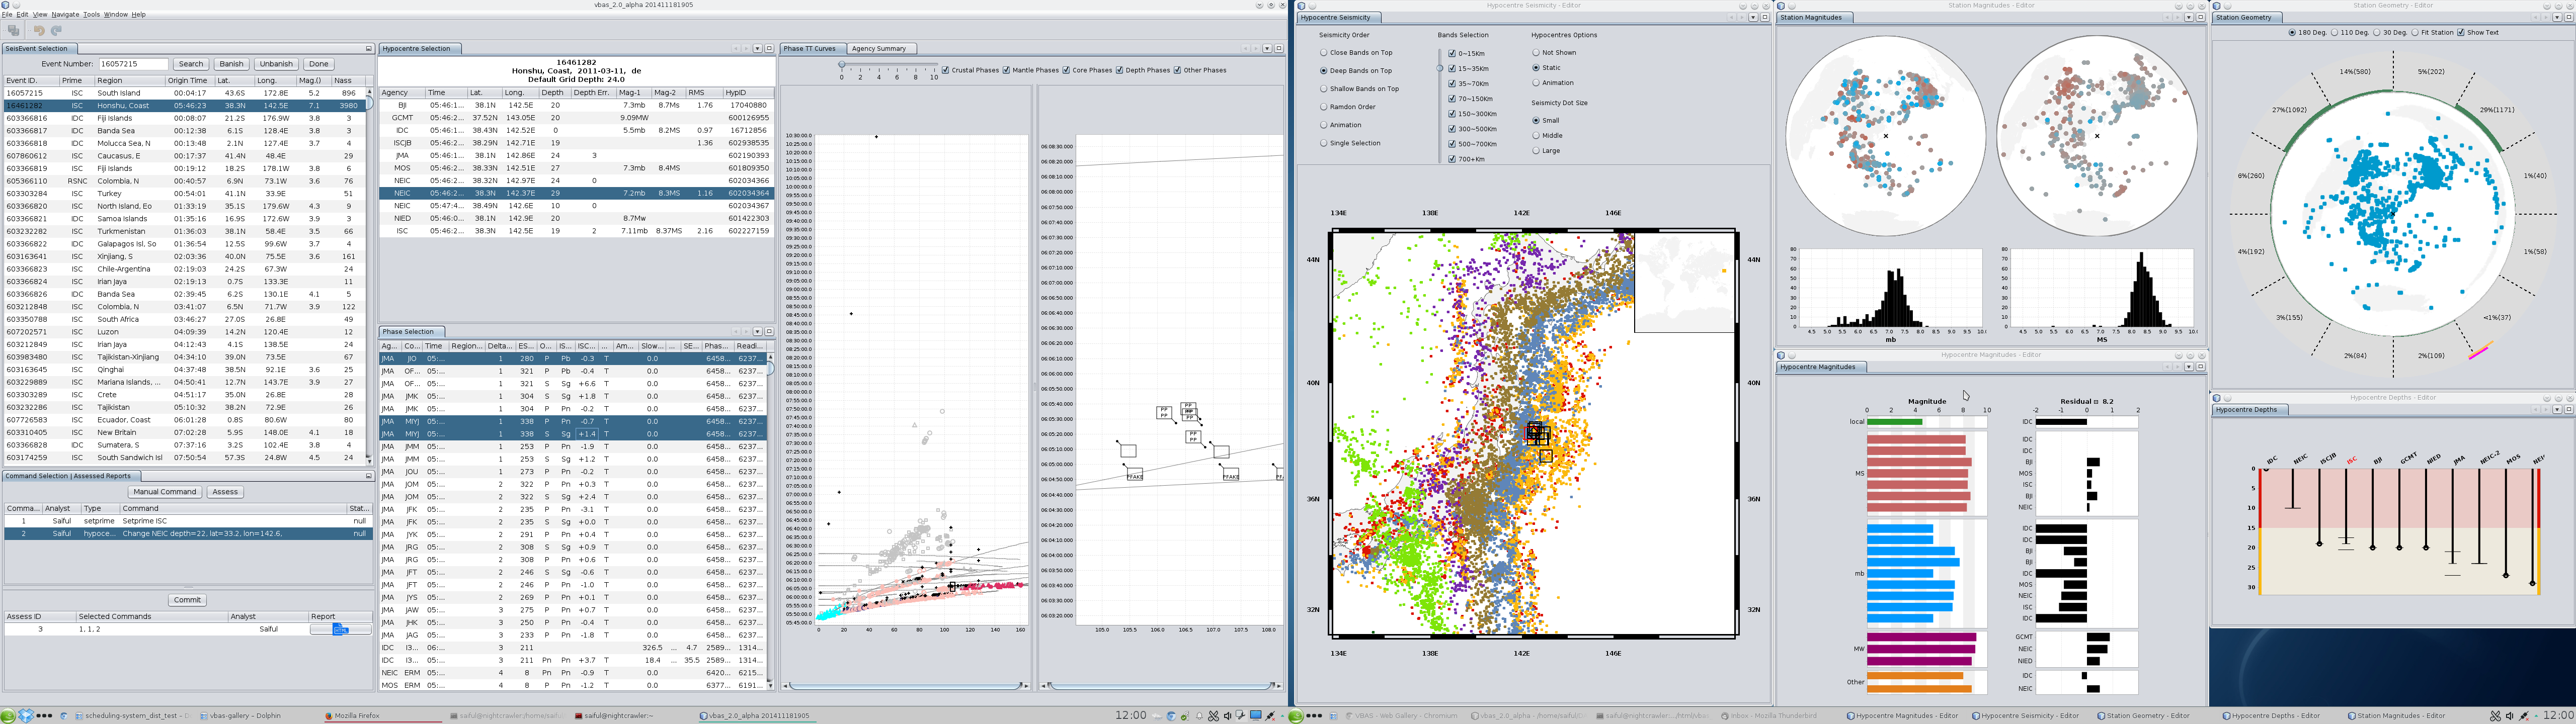 vbas_2.0_alpha 201411181905
File Edit View Navigate Tools Window Help
SeisEvent Selection
Event Number: 16057215 Search Banish Unbanish Done
Event ID. Prime Region Origin Time Lat. Long. Mag.() Nass
16057215 ISC South Island 00:04:17 43.6S 172.8E 5.2 896
16461282 ISC Honshu, Coast 05:46:23 38.3N 142.5E 7.1 3980
603366816 IDC Fiji Islands 00:08:07 21.2S 176.9W 3.8 3
603366817 IDC Banda Sea 00:12:38 6.1S 128.4E 3.8 3
603366818 IDC Molucca Sea, N 00:13:48 2.1N 127.4E 3.7 4
607860612 ISC Caucasus, E 00:17:37 41.4N 48.4E 29
603366819 IDC Fiji Islands 00:19:12 18.2S 178.1W 3.8 6
605366110 RSNC Colombia, N 00:40:57 6.9N 73.1W 3.6 76
603303284 ISC Turkey 00:54:01 41.1N 33.9E 51
603366820 ISC North Island, Eo 01:33:19 35.1S 179.6W 4.3 9
603366821 IDC Samoa Islands 01:35:16 16.9S 172.6W 3.9 3
603232282 ISC Turkmenistan 01:36:03 38.1N 58.4E 3.5 66
603366822 IDC Galapagos Isl, So 01:36:54 12.5S 99.6W 3.7 4
603163641 ISC Xinjiang, S 02:03:36 40.0N 75.5E 3.6 161
603366823 ISC Chile-Argentina 02:19:03 24.2S 67.3W 24
603366824 ISC Irian Jaya 02:19:13 0.7S 133.3E 11
603366826 IDC Banda Sea 02:39:45 6.2S 130.1E 4.1 5
603212848 ISC Colombia, N 03:41:07 6.5N 71.7W 3.9 122
603350788 ISC South Africa 03:46:27 27.0S 26.8E 49
607202571 ISC Luzon 04:09:39 14.2N 120.4E 12
603212849 ISC Irian Jaya 04:12:43 4.1S 138.5E 24
603983480 ISC Tajikistan-Xinjiang 04:34:10 39.0N 73.5E 67
603163645 ISC Qinghai 04:37:48 38.5N 92.1E 3.6 25
603229889 ISC Mariana Islands, ... 04:50:41 12.7N 143.7E 3.9 27
603303289 ISC Crete 04:51:17 35.0N 26.8E 28
603232286 ISC Tajikistan 05:10:32 38.2N 72.9E 26
607726583 ISC Ecuador, Coast 06:01:28 0.8S 80.6W 80
603310405 ISC New Britain 07:02:28 5.9S 148.0E 4.1 18
603366828 IDC Sumatera, S 07:37:16 3.2S 102.4E 3.8 4
603174259 ISC South Sandwich Isl 07:50:54 57.3S 24.8W 4.5 24
Command Selection | Assessed Reports
Manual Command Assess
Comma... Analyst Type Command Stat...
1 Saiful setprime Setprime ISC null
2 Saiful hypoce... Change NEIC depth=22, lat=33.2, lon=142.6, null
Commit
Assess ID Selected Commands Analyst Report
3 1, 1, 2 Saiful
Hypocentre Selection
16461282
Honshu, Coast, 2011-03-11, de
Default Grid Depth: 24.0
Agency Time Lat. Long. Depth Depth Err. Mag-1 Mag-2 RMS HypID
BJI 05:46:1... 38.1N 142.5E 20 7.3mb 8.7Ms 1.76 17040880
GCMT 05:46:2... 37.52N 143.05E 20 9.09MW 600126955
IDC 05:46:1... 38.43N 142.52E 0 5.5mb 8.2MS 0.97 16712856
ISCJB 05:46:2... 38.29N 142.71E 19 1.36 602938535
JMA 05:46:1... 38.1N 142.86E 24 3 602190393
MOS 05:46:2... 38.33N 142.51E 27 7.3mb 8.4MS 601809350
NEIC 05:46:2... 38.32N 142.97E 24 0 602034366
NEIC 05:46:2... 38.3N 142.37E 29 7.2mb 8.3MS 1.16 602034364
NEIC 05:47:4... 38.49N 142.6E 10 0 602034367
NIED 05:46:0... 38.1N 142.9E 20 8.7Mw 601422303
ISC 05:46:2... 38.3N 142.5E 19 2 7.11mb 8.37MS 2.16 602227159
Phase Selection
Ag... Co... Time Region... Delta... ES... O... IS... ISC... ... T Am... Slow... ... SE... Phas... Readi...
JMA JIO 05:... 1 280 P Pb -0.3 T 0.0 6458... 6237...
JMA OF... 05:... 1 321 P Pb -0.4 T 0.0 6458... 6237...
JMA OF... 05:... 1 321 S Sg +6.6 T 0.0 6458... 6237...
JMA JMK 05:... 1 304 S Sg +1.8 T 0.0 6458... 6237...
JMA JMK 05:... 1 304 P Pn -0.2 T 0.0 6458... 6237...
JMA MIYJ 05:... 1 338 P Pn -0.7 T 0.0 6458... 6237...
JMA MIYJ 05:... 1 338 S Sg +1.4 T 0.0 6458... 6237...
JMA JMM 05:... 1 253 P Pn -1.9 T 0.0 6458... 6237...
JMA JMM 05:... 1 253 S Sg +1.2 T 0.0 6458... 6237...
JMA JOU 05:... 1 273 P Pn -0.2 T 0.0 6458... 6237...
JMA JOM 05:... 2 322 P Pn +0.3 T 0.0 6458... 6237...
JMA JOM 05:... 2 322 S Sg +2.4 T 0.0 6458... 6237...
JMA JFK 05:... 2 235 P Pn -3.1 T 0.0 6458... 6237...
JMA JFK 05:... 2 235 S Sg +0.0 T 0.0 6458... 6237...
JMA JYK 05:... 2 291 P Pn +0.4 T 0.0 6458... 6237...
JMA JRG 05:... 2 308 S Sg +0.9 T 0.0 6458... 6237...
JMA JRG 05:... 2 308 P Pn +0.6 T 0.0 6458... 6237...
JMA JFT 05:... 2 246 S Sg -0.6 T 0.0 6458... 6237...
JMA JFT 05:... 2 246 P Pn -1.0 T 0.0 6458... 6237...
JMA JYS 05:... 2 269 P Pn +0.1 T 0.0 6458... 6237...
JMA JAW 05:... 3 275 P Pn +0.7 T 0.0 6458... 6237...
JMA JHK 05:... 3 250 P Pn -0.4 T 0.0 6458... 6237...
JMA JAG 05:... 3 233 P Pn -1.8 T 0.0 6458... 6237...
IDC I3... 06:... 3 211 326.5 ... 4.7 2589... 1314...
IDC I3... 06:... 3 211 Pn Pn +3.7 T 18.4 ... 35.5 2589... 1314...
NEIC ERM 05:... 4 8 Pn Pn -0.9 T 0.0 6420... 6215...
MOS ERM 05:... 4 8 P Pn -1.2 T 0.0 6377... 6191...
Phase TT Curves Agency Summary
0 2 4 6 8 10 Crustal Phases Mantle Phases Core Phases Depth Phases Other Phases
0 20 40 60 80 100 120 140 160
105.0 105.5 106.0 106.5 107.0 107.5 108.0
Hypocentre Seismicity - Editor
Hypocentre Seismicity
Seismicity Order Bands Selection Hypocentres Options
Close Bands on Top 0~15Km Not Shown
Deep Bands on Top 15~35Km Static
Shallow Bands on Top 35~70Km Animation
Ramdon Order 70~150Km Seismicity Dot Size
Animation 150~300Km Small
Single Selection 300~500Km Middle
500~700Km Large
700+Km
134E 138E 142E 146E
44N 44N
40N 40N
36N 36N
32N 32N
134E 138E 142E 146E
Station Magnitudes - Editor
Station Magnitudes
mb MS
Hypocentre Magnitudes - Editor
Hypocentre Magnitudes
Magnitude Residual = 8.2
0 2 4 6 8 10 -2 -1 0 1 2
local IDC
MS IDC IDC BJI MOS ISC BJI NEIC
mb IDC IDC BJI BJI IDC MOS NEIC ISC IDC
MW GCMT NEIC NIED
Other IDC NEIC
Station Geometry - Editor
Station Geometry
180 Deg. 110 Deg. 30 Deg. Fit Station Show Text
14%(580) 5%(202)
27%(1092) 29%(1171)
6%(260) 1%(40)
4%(192) 1%(58)
3%(155) <1%(37)
2%(84) 2%(109)
Hypocentre Depths - Editor
Hypocentre Depths
IDC NEIC ISCJB ISC BJI GCMT NIED JMA NEIC-2 MOS NEI
0
5
10
15
20
25
30
scheduling-system_dist_test - D vbas-gallery - Dolphin Mozilla Firefox saiful@nightcrawler:/home/saiful saiful@nightcrawler:~ vbas_2.0_alpha 201411181905 12:00
VBAS - Web Gallery - Chromium Inbox - Mozilla Thunderbird Hypocentre Magnitudes - Editor Hypocentre Seismicity - Editor Station Geometry - Editor Hypocentre Depths - Editor Station Magnitudes - Editor 12:00